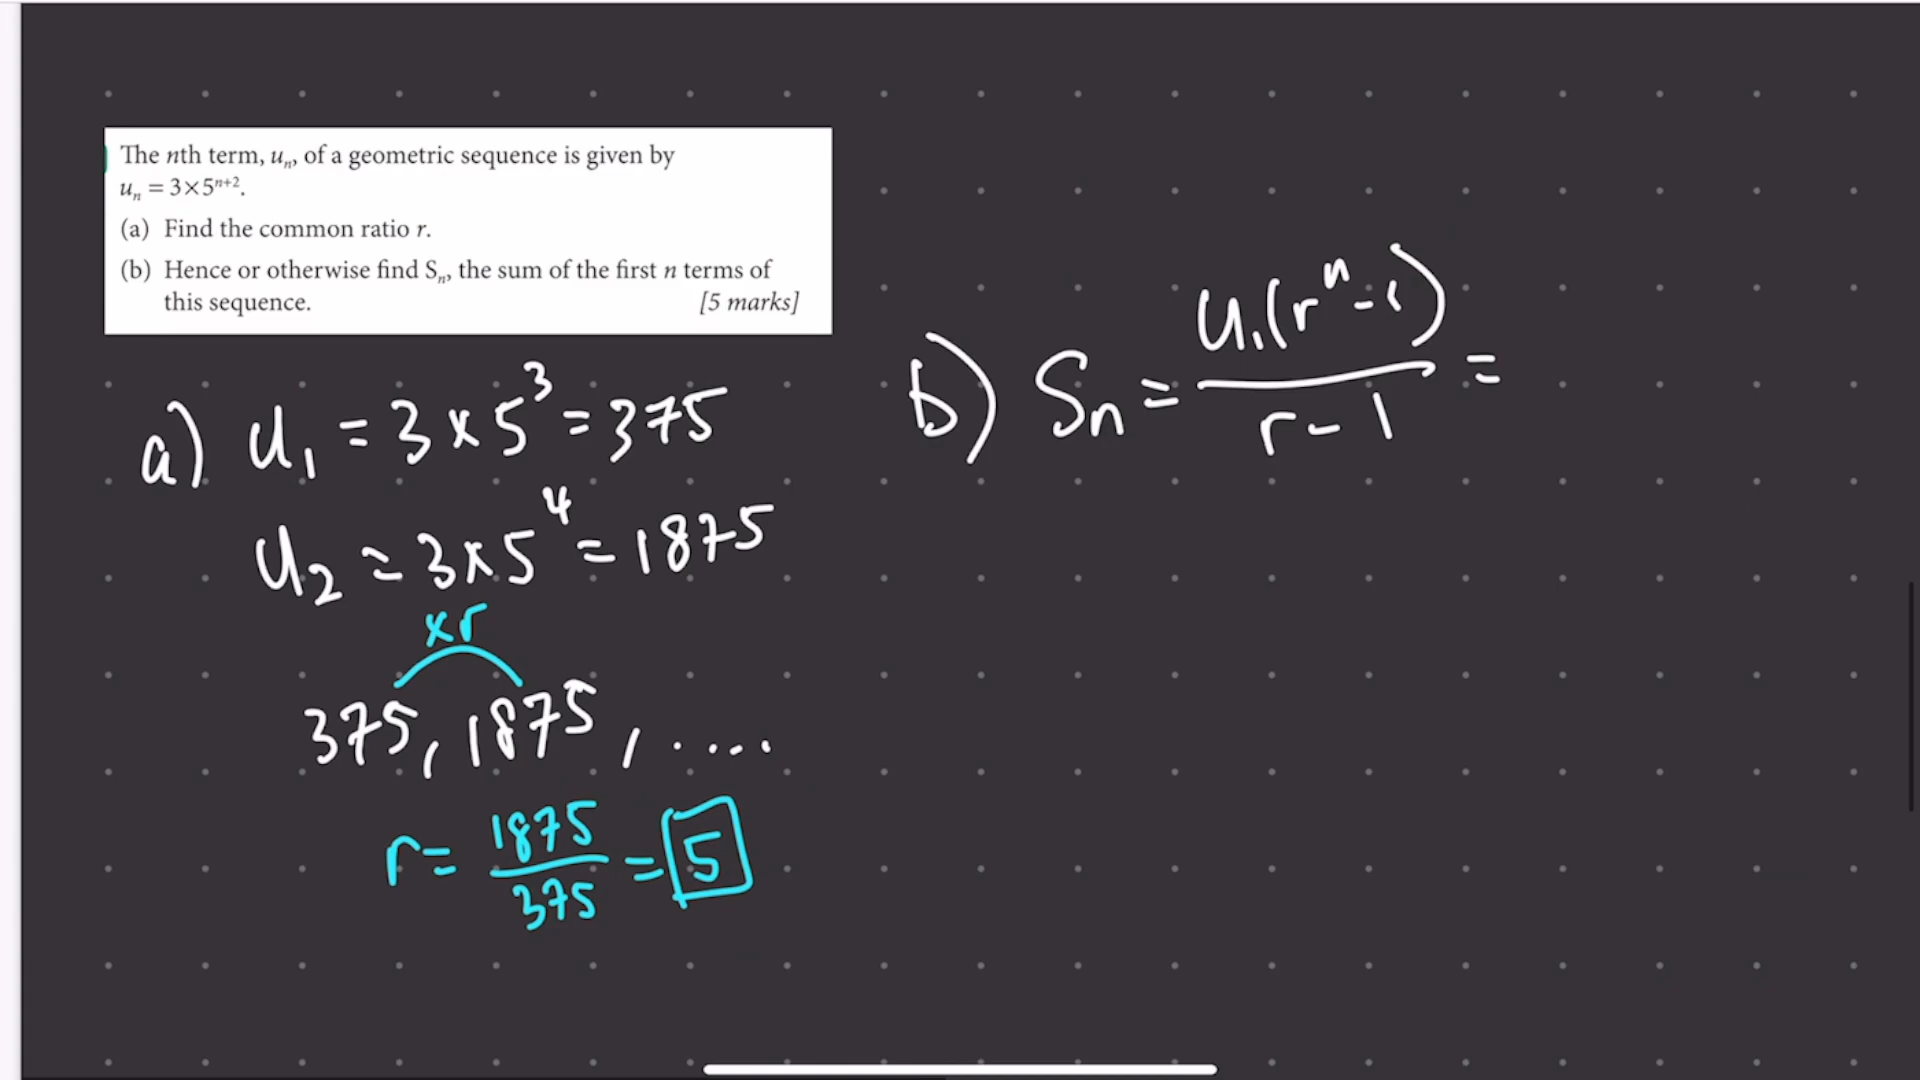 The nth term, uₙ, of a geometric sequence is given by
uₙ = 3×5ⁿ⁺².
(a) Find the common ratio r.
(b) Hence or otherwise find Sₙ, the sum of the first n terms of
this sequence. [5 marks]
a) u₁ = 3 × 5³ = 375
u₂ = 3 × 5⁴ = 1875
×r
375, 1875, ....
r = 1875/375 = 5
b) Sₙ = u₁(rⁿ - 1)/r - 1 =